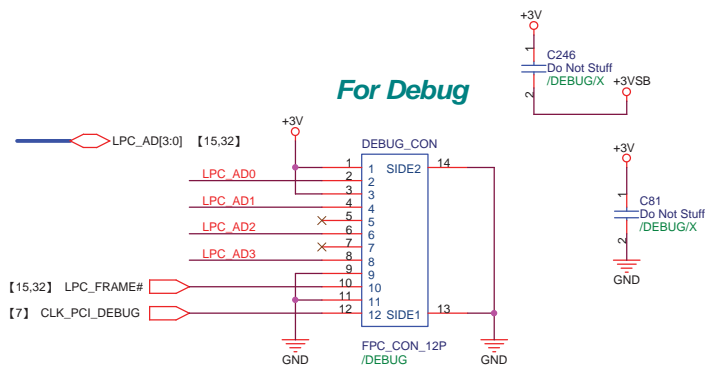 +3V
C246
Do Not Stuff
/DEBUG/X
1
2
+3VSB
For Debug
+3V
LPC_AD[3:0] 【15,32】
DEBUG_CON
1 1 SIDE2 14
LPC_AD0 2 2
3 3
LPC_AD1 4 4
5 5
LPC_AD2 6 6
7 7
LPC_AD3 8 8
9 9
【15,32】 LPC_FRAME# 10 10
11 11
【7】 CLK_PCI_DEBUG 12 12 SIDE1 13
GND
FPC_CON_12P
/DEBUG
GND
+3V
1
C81
Do Not Stuff
/DEBUG/X
2
GND